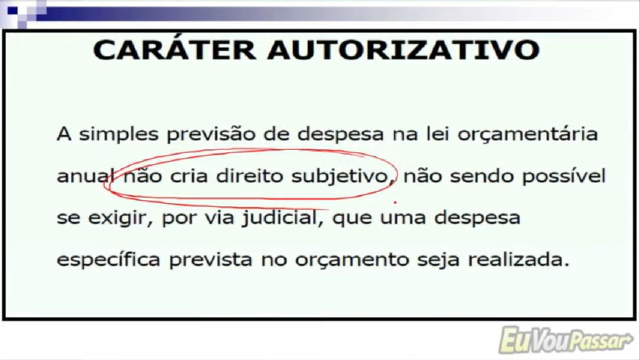 CARÁTER AUTORIZATIVO
A simples previsão de despesa na lei orçamentária
anual não cria direito subjetivo, não sendo possível
se exigir, por via judicial, que uma despesa
específica prevista no orçamento seja realizada.
EuVouPassar